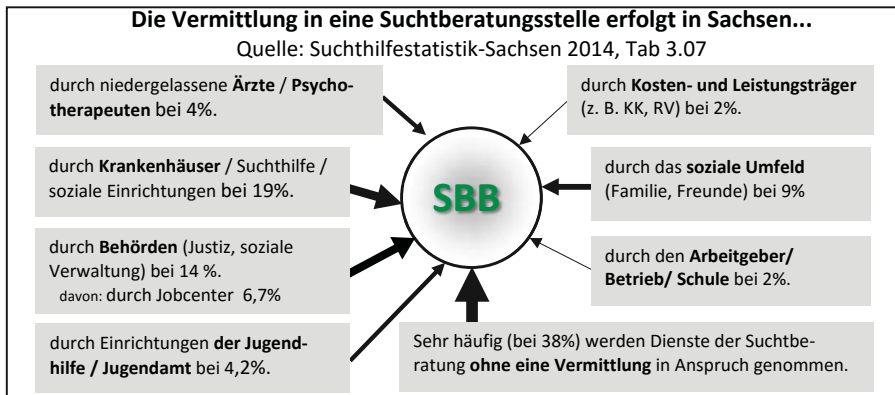 Die Vermittlung in eine Suchtberatungsstelle erfolgt in Sachsen...
Quelle: Suchthilfestatistik-Sachsen 2014, Tab 3.07
durch niedergelassene Ärzte / Psycho-
therapeuten bei 4%.
durch Kosten- und Leistungsträger
(z. B. KK, RV) bei 2%.
durch Krankenhäuser / Suchthilfe /
soziale Einrichtungen bei 19%.
SBB
durch das soziale Umfeld
(Familie, Freunde) bei 9%
durch Behörden (Justiz, soziale
Verwaltung) bei 14 %.
davon: durch Jobcenter 6,7%
durch den Arbeitgeber/
Betrieb/ Schule bei 2%.
durch Einrichtungen der Jugend-
hilfe / Jugendamt bei 4,2%.
Sehr häufig (bei 38%) werden Dienste der Suchtbe-
ratung ohne eine Vermittlung in Anspruch genommen.